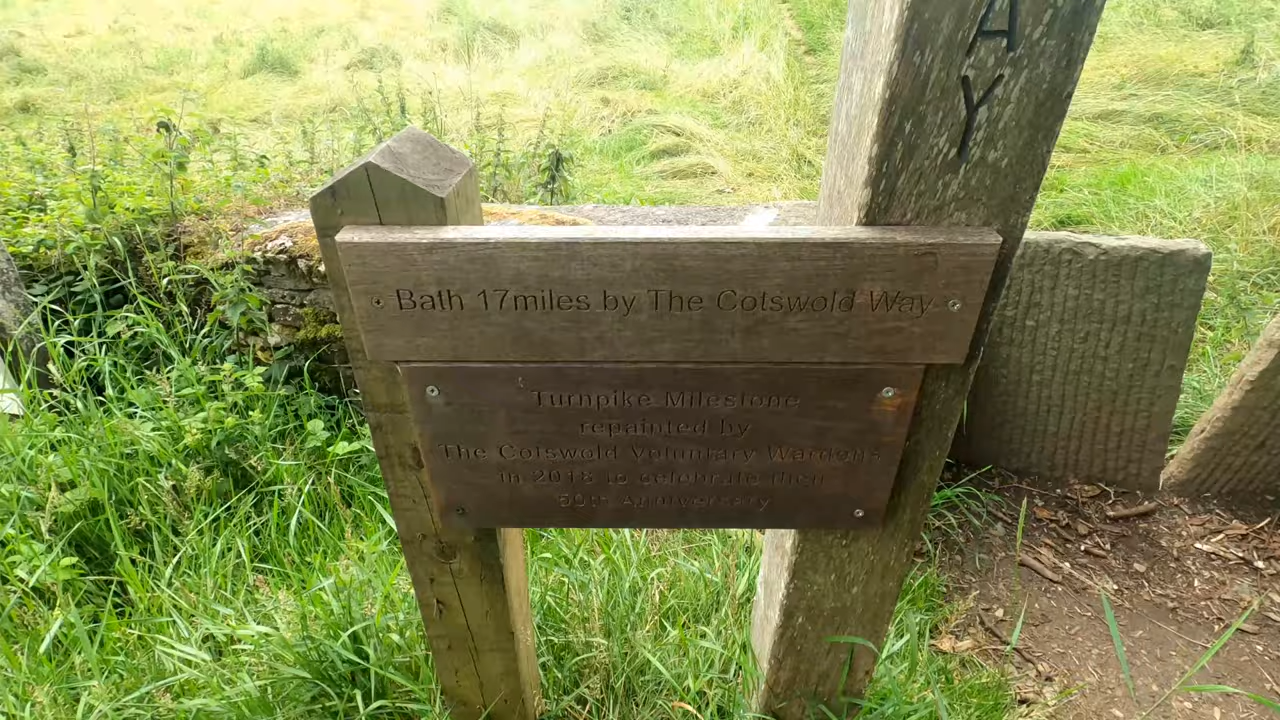 A
Y
Bath 17miles by The Cotswold Way
Turnpike Milestone
repainted by
The Cotswold Voluntary Wardens
in 2018 to celebrate their
50th Anniversary